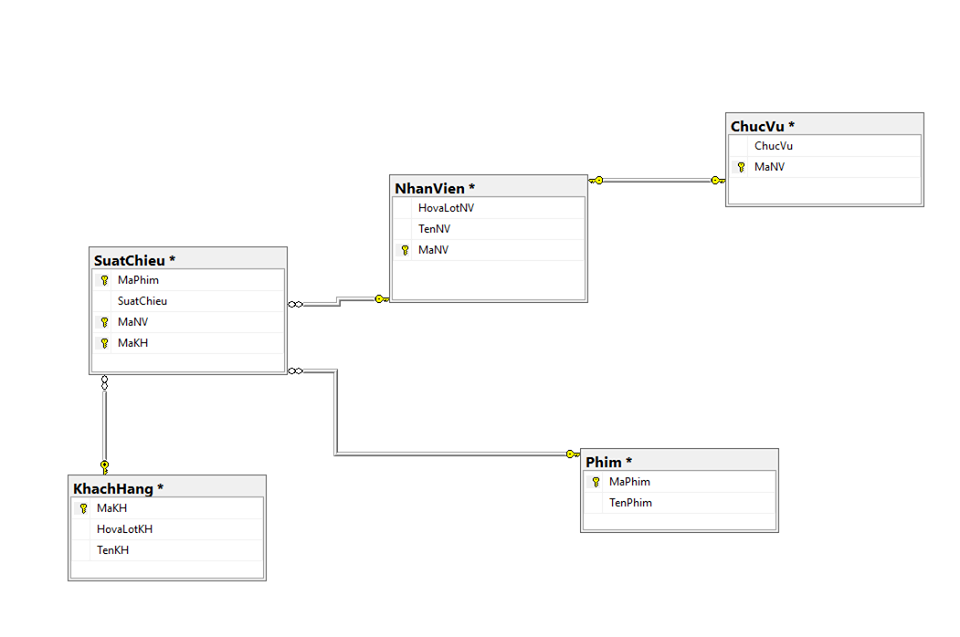 ChucVu *
ChucVu
MaNV
NhanVien *
HovaLotNV
TenNV
MaNV
SuatChieu *
MaPhim
SuatChieu
MaNV
MaKH
Phim *
MaPhim
TenPhim
KhachHang *
MaKH
HovaLotKH
TenKH